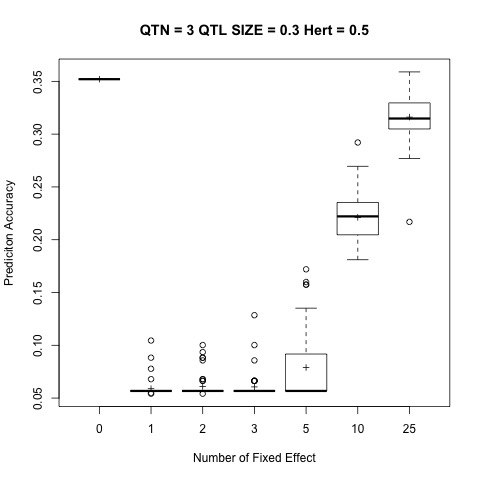 QTN = 3 QTL SIZE = 0.3 Hert = 0.5
Prediciton Accuracy
0.35
0.30
0.25
0.20
0.15
0.10
0.05
0 1 2 3 5 10 25
Number of Fixed Effect